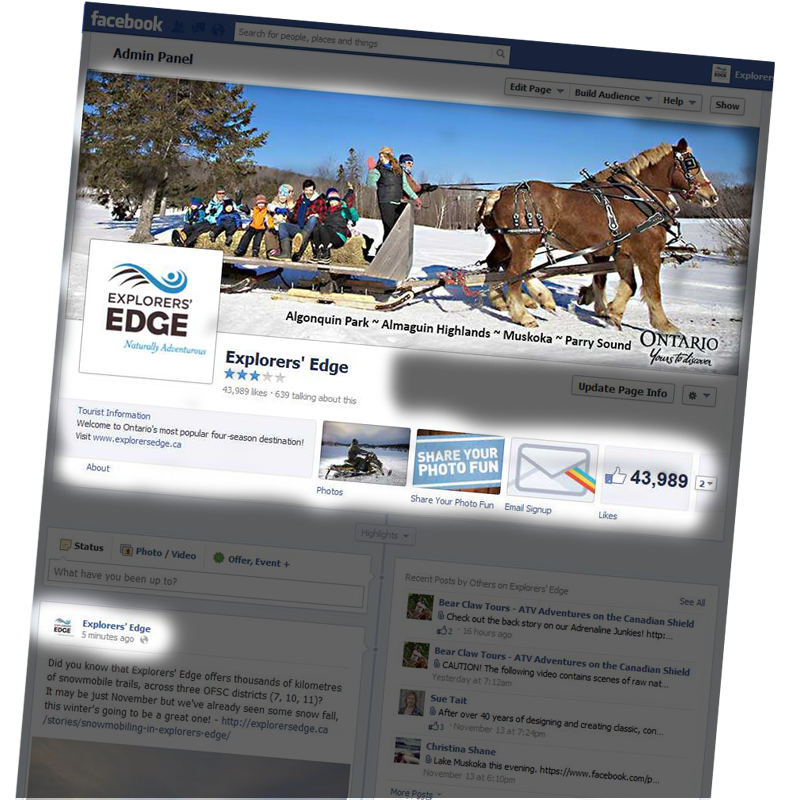 facebook
Search for people, places and things
Explorers
Admin Panel
Edit Page
Build Audience
Help
Show
EXPLORERS'
EDGE
Naturally Adventurous
Algonquin Park ~ Almaguin Highlands ~ Muskoka ~ Parry Sound
ONTARIO
Yours to discover
Explorers' Edge
43,989 likes · 639 talking about this
Update Page Info
Tourist Information
Welcome to Ontario's most popular four-season destination!
Visit www.explorersedge.ca
About
Photos
SHARE YOUR
PHOTO FUN
Share Your Photo Fun
Email Signup
43,989
Likes
2
Highlights
Status
Photo / Video
Offer, Event +
What have you been up to?
EXPLORERS'
EDGE
Explorers' Edge
5 minutes ago
Did you know that Explorers' Edge offers thousands of kilometres
of snowmobile trails, across three OFSC districts (7, 10, 11)?
It may be just November but we've already seen some snow fall,
this winter's going to be a great one! - http://explorersedge.ca
/stories/snowmobiling-in-explorers-edge/
Recent Posts by Others on Explorers' Edge
See All
Bear Claw Tours - ATV Adventures on the Canadian Shield
Check out the back story on our Adrenaline Junkies! http:...
2 · 16 hours ago
Bear Claw Tours - ATV Adventures on the Canadian Shield
CAUTION! The following video contains scenes of raw nat...
Yesterday at 7:12am
Sue Tait
After over 40 years of designing and creating classic, con...
3 · November 13 at 7:24pm
Christina Shane
Lake Muskoka this evening. https://www.facebook.com/p...
November 13 at 6:10pm
More Posts